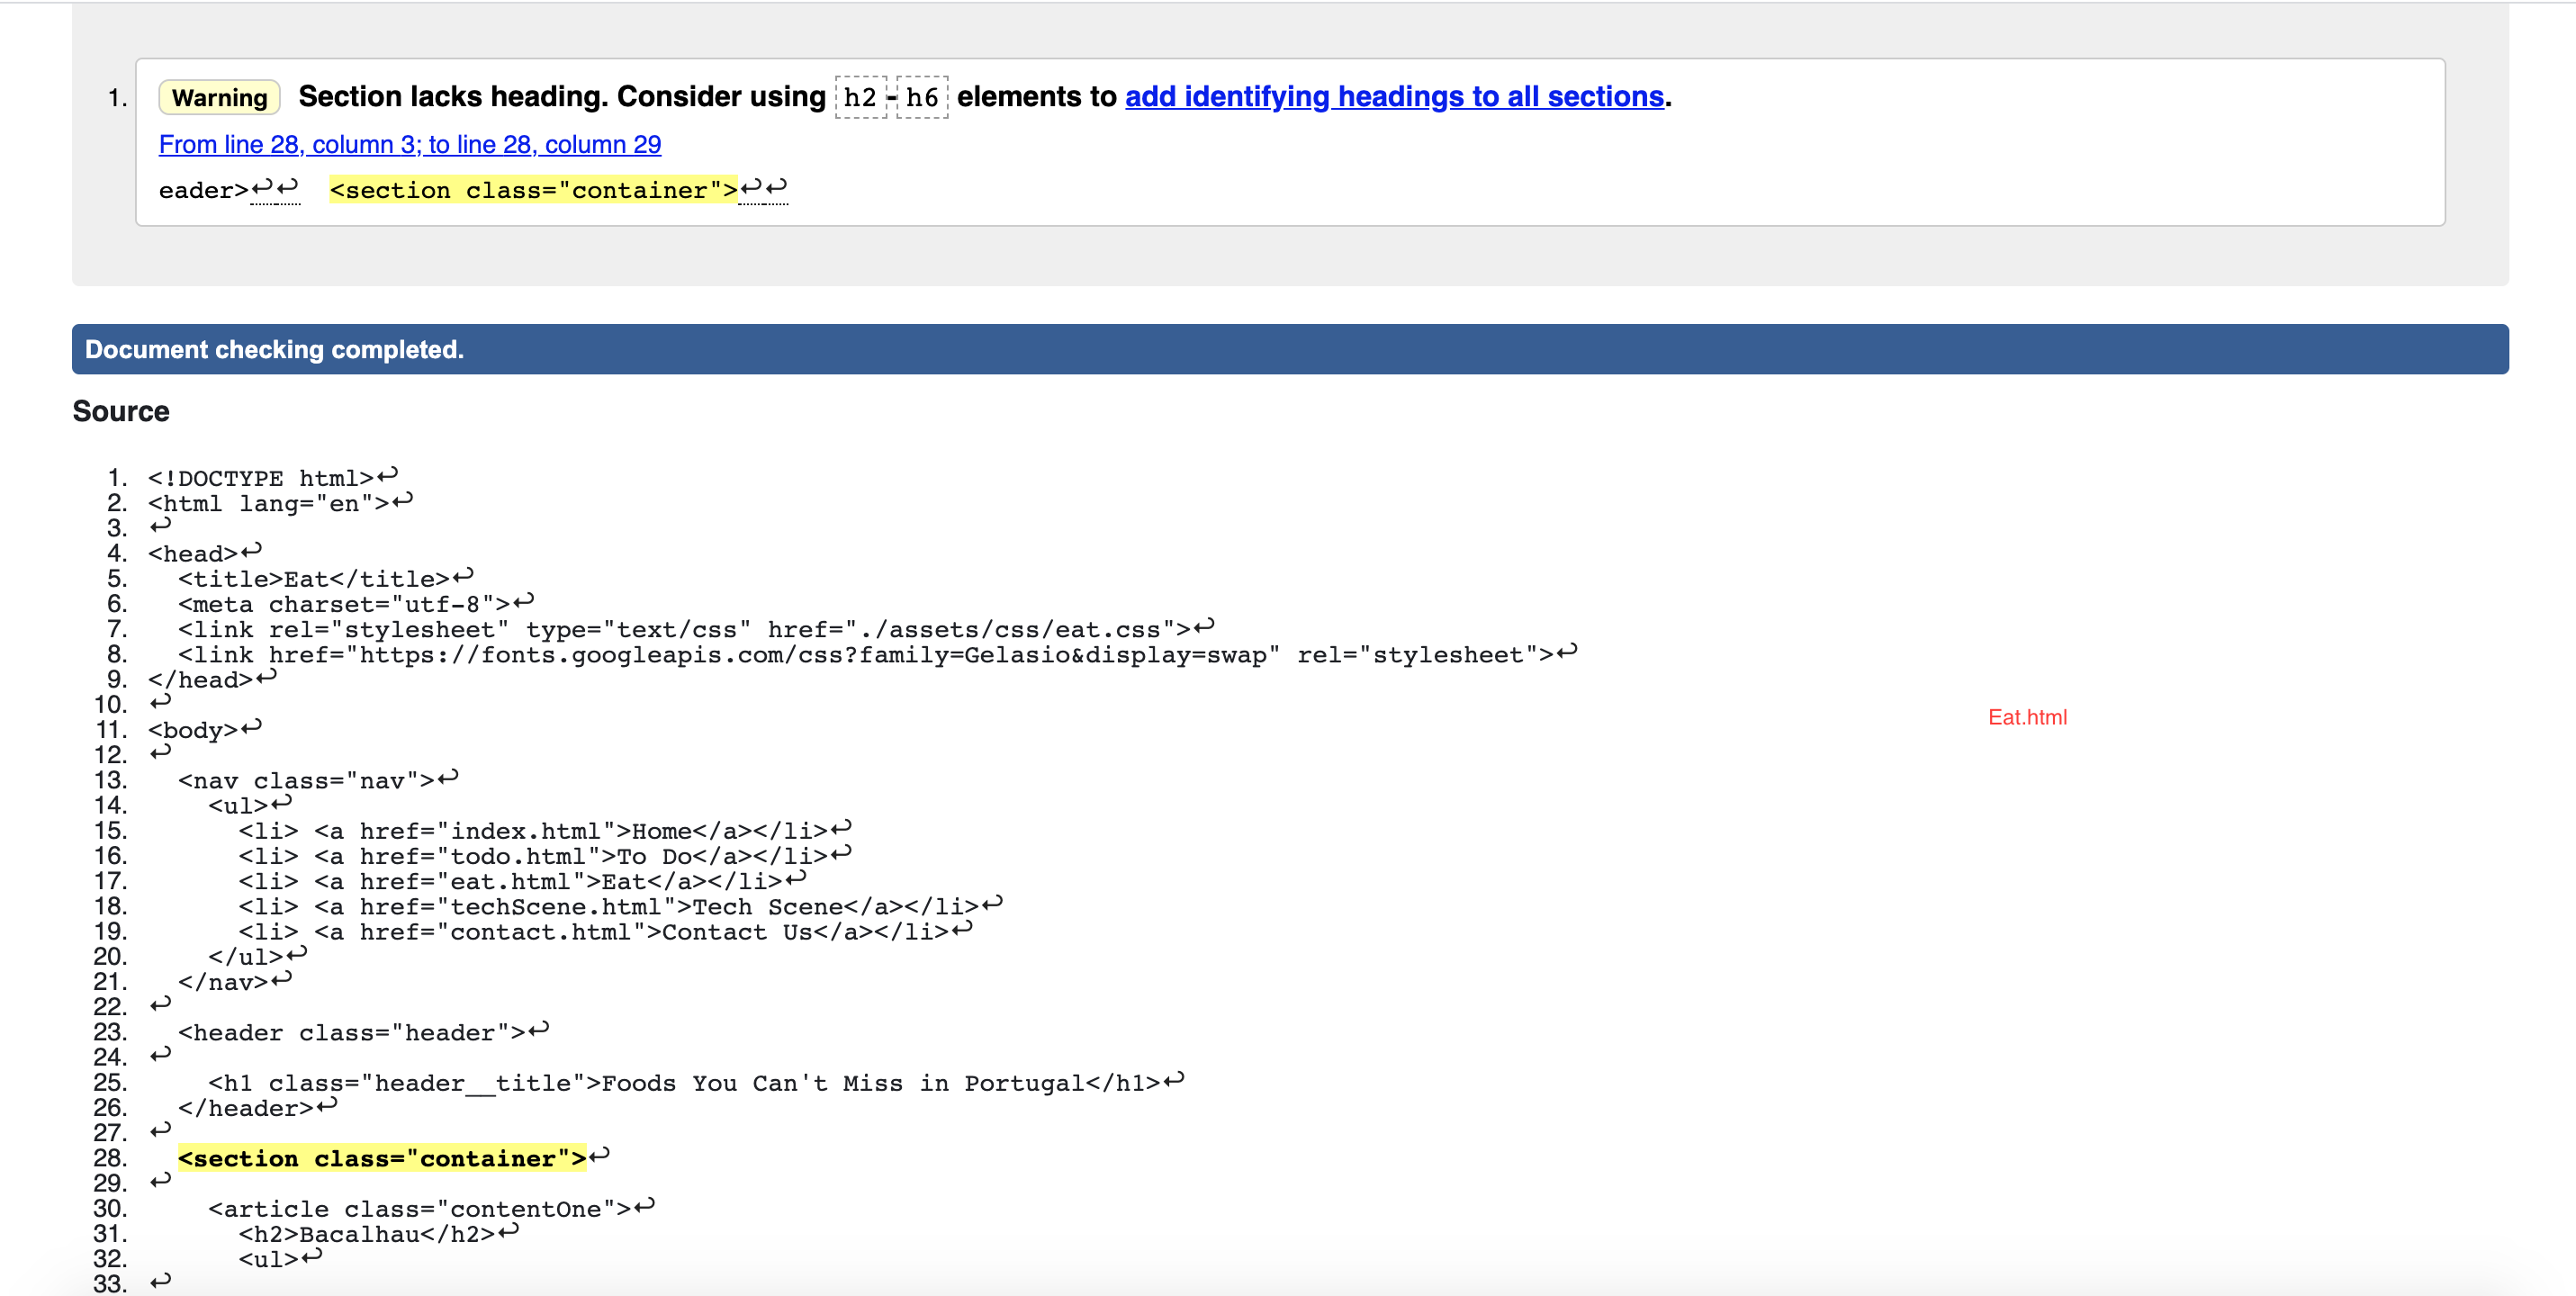 1. Warning Section lacks heading. Consider using h2-h6 elements to add identifying headings to all sections.
From line 28, column 3; to line 28, column 29
eader>↩↩  <section class="container">↩↩
Document checking completed.
Source
1. <!DOCTYPE html>↩
2. <html lang="en">↩
3. ↩
4. <head>↩
5.   <title>Eat</title>↩
6.   <meta charset="utf-8">↩
7.   <link rel="stylesheet" type="text/css" href="./assets/css/eat.css">↩
8.   <link href="https://fonts.googleapis.com/css?family=Gelasio&display=swap" rel="stylesheet">↩
9. </head>↩
10. ↩
Eat.html
11. <body>↩
12. ↩
13.   <nav class="nav">↩
14.     <ul>↩
15.       <li> <a href="index.html">Home</a></li>↩
16.       <li> <a href="todo.html">To Do</a></li>↩
17.       <li> <a href="eat.html">Eat</a></li>↩
18.       <li> <a href="techScene.html">Tech Scene</a></li>↩
19.       <li> <a href="contact.html">Contact Us</a></li>↩
20.     </ul>↩
21.   </nav>↩
22. ↩
23.   <header class="header">↩
24. ↩
25.     <h1 class="header__title">Foods You Can't Miss in Portugal</h1>↩
26.   </header>↩
27. ↩
28.   <section class="container">↩
29. ↩
30.     <article class="contentOne">↩
31.       <h2>Bacalhau</h2>↩
32.       <ul>↩
33. ↩